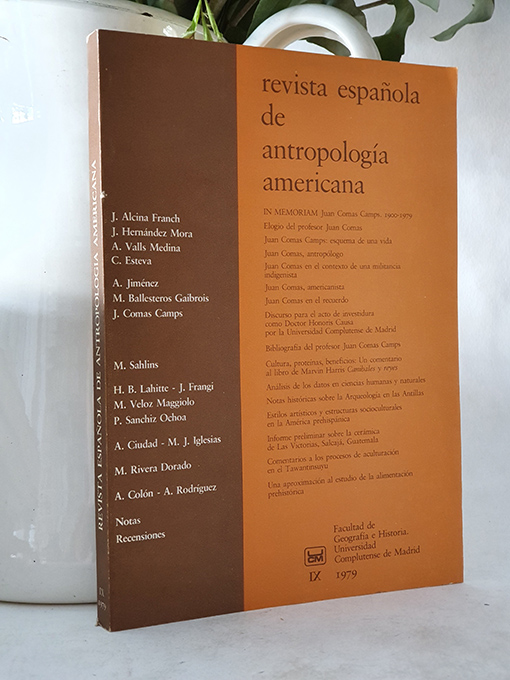 revista española
de
antropología
americana
J. Alcina Franch
J. Hernández Mora
A. Valls Medina
C. Esteva
A. Jiménez
M. Ballesteros Gaibrois
J. Comas Camps
M. Sahlins
H. B. Lahitte - J. Frangi
M. Veloz Maggiolo
P. Sanchiz Ochoa
A. Ciudad - M. J. Iglesias
M. Rivera Dorado
A. Colón - A. Rodríguez
Notas
Recensiones
IN MEMORIAM Juan Comas Camps. 1900-1979
Elogio del profesor Juan Comas
Juan Comas Camps: esquema de una vida
Juan Comas, antropólogo
Juan Comas en el contexto de una militancia
indigenista
Juan Comas, americanista
Juan Comas en el recuerdo
Discurso para el acto de investidura
como Doctor Honoris Causa
por la Universidad Complutense de Madrid
Bibliografía del profesor Juan Comas Camps
Cultura, proteínas, beneficios: Un comentario
al libro de Marvin Harris Caníbales y reyes
Análisis de los datos en ciencias humanas y naturales
Notas históricas sobre la Arqueología en las Antillas
Estilos artísticos y estructuras socioculturales
en la América prehispánica
Informe preliminar sobre la cerámica
de Las Victorias, Salcajá, Guatemala
Comentarios a los procesos de aculturación
en el Tawantinsuyu
Una aproximación al estudio de la alimentación
prehistórica
Facultad de
Geografía e Historia.
Universidad
Complutense de Madrid
UCM
IX 1979
REVISTA ESPAÑOLA DE ANTROPOLOGÍA AMERICANA
IX
1979